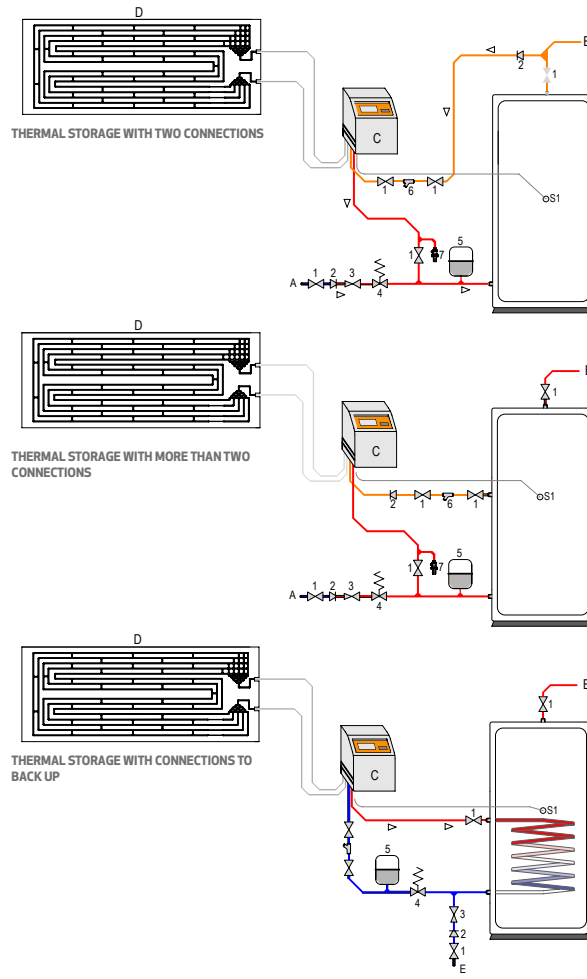 D
B
2
1
C
THERMAL STORAGE WITH TWO CONNECTIONS
1
6
1
S1
5
1
7
A
1
2
3
4
D
1
C
THERMAL STORAGE WITH MORE THAN TWO
CONNECTIONS
S1
2
1
6
1
5
1
7
A
1
2
3
4
D
1
THERMAL STORAGE WITH CONNECTIONS TO
BACK UP
C
S1
1
5
4
3
2
1
E